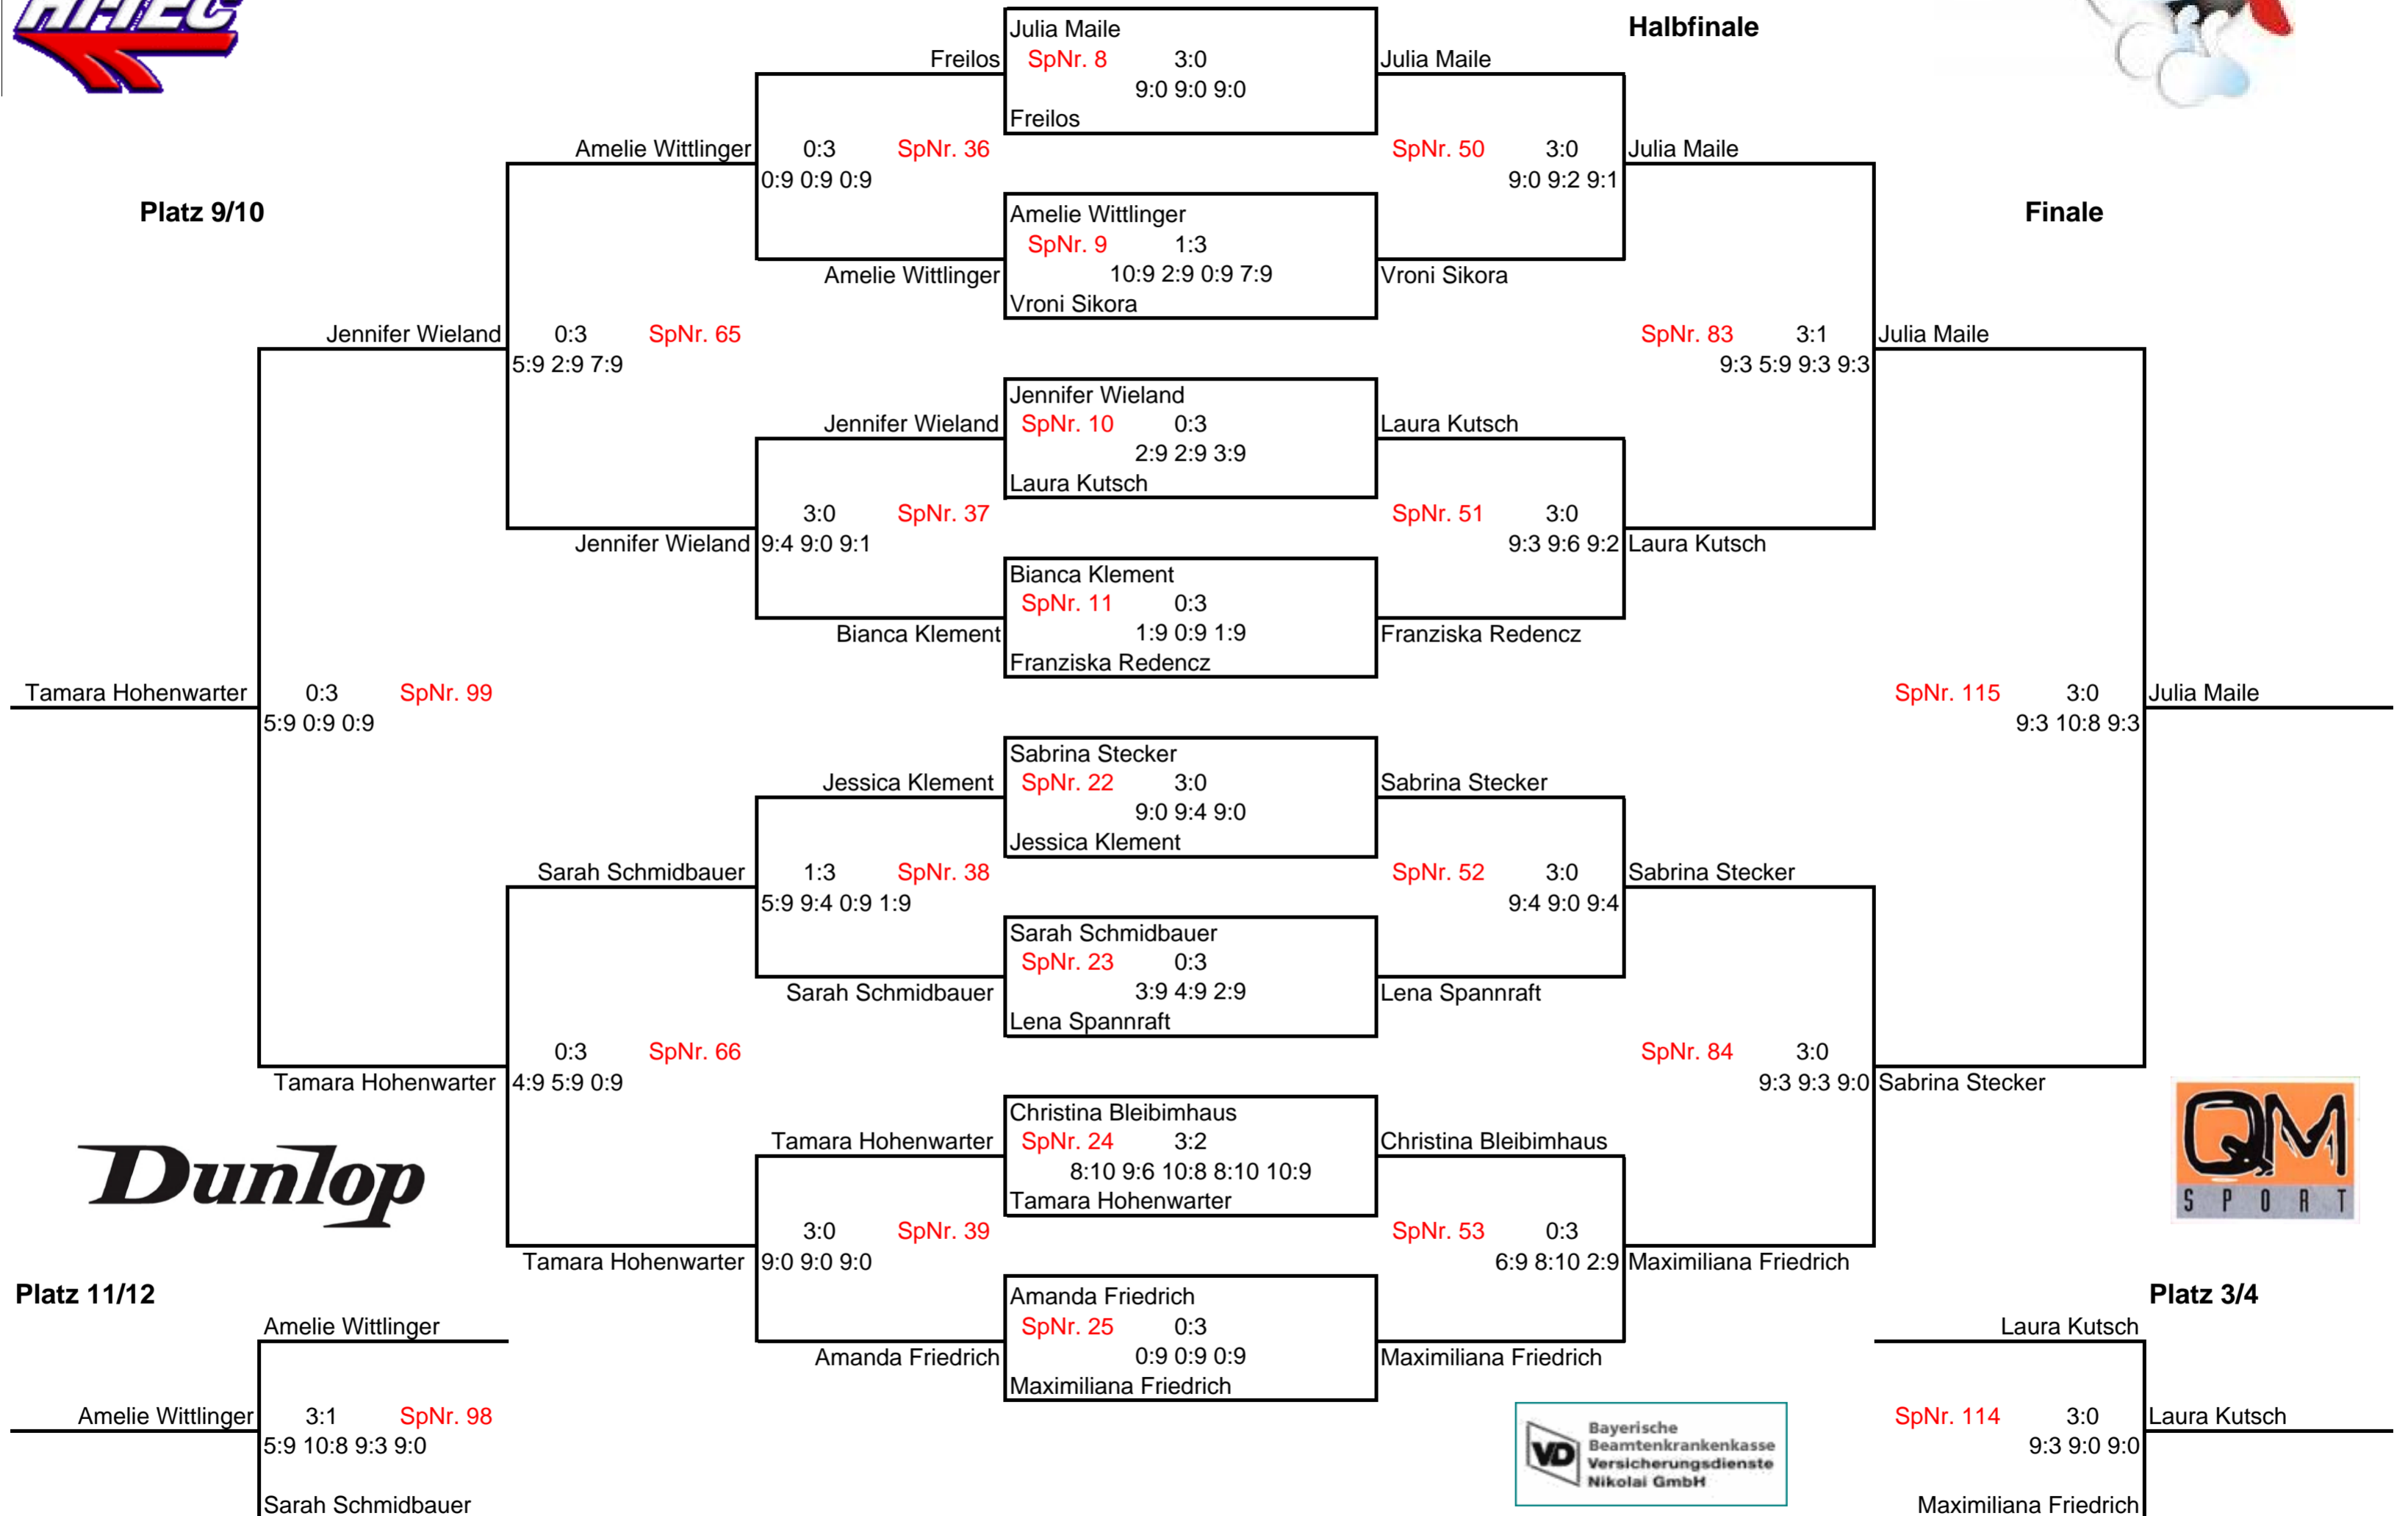 HI-TEC
Halbfinale
Julia Maile
Freilos
SpNr. 8 3:0
Julia Maile
9:0 9:0 9:0
Freilos
Amelie Wittlinger
0:3 SpNr. 36
SpNr. 50 3:0
Julia Maile
0:9 0:9 0:9
9:0 9:2 9:1
Platz 9/10
Amelie Wittlinger
Finale
SpNr. 9 1:3
Amelie Wittlinger
10:9 2:9 0:9 7:9
Vroni Sikora
Vroni Sikora
Jennifer Wieland
0:3 SpNr. 65
SpNr. 83 3:1
Julia Maile
5:9 2:9 7:9
9:3 5:9 9:3 9:3
Jennifer Wieland
Jennifer Wieland
SpNr. 10 0:3
Laura Kutsch
2:9 2:9 3:9
Laura Kutsch
3:0 SpNr. 37
SpNr. 51 3:0
Jennifer Wieland
9:4 9:0 9:1
9:3 9:6 9:2
Laura Kutsch
Bianca Klement
SpNr. 11 0:3
Bianca Klement
1:9 0:9 1:9
Franziska Redencz
Franziska Redencz
Tamara Hohenwarter
0:3 SpNr. 99
SpNr. 115 3:0
Julia Maile
5:9 0:9 0:9
9:3 10:8 9:3
Sabrina Stecker
Jessica Klement
SpNr. 22 3:0
Sabrina Stecker
9:0 9:4 9:0
Jessica Klement
Sarah Schmidbauer
1:3 SpNr. 38
SpNr. 52 3:0
Sabrina Stecker
5:9 9:4 0:9 1:9
9:4 9:0 9:4
Sarah Schmidbauer
SpNr. 23 0:3
Sarah Schmidbauer
3:9 4:9 2:9
Lena Spannraft
Lena Spannraft
0:3 SpNr. 66
SpNr. 84 3:0
Tamara Hohenwarter
4:9 5:9 0:9
9:3 9:3 9:0
Sabrina Stecker
Christina Bleibimhaus
Tamara Hohenwarter
SpNr. 24 3:2
Christina Bleibimhaus
8:10 9:6 10:8 8:10 10:9
Tamara Hohenwarter
Dunlop
QM
SPORT
3:0 SpNr. 39
SpNr. 53 0:3
Tamara Hohenwarter
9:0 9:0 9:0
6:9 8:10 2:9
Maximiliana Friedrich
Platz 11/12
Amanda Friedrich
Platz 3/4
Amelie Wittlinger
SpNr. 25 0:3
Laura Kutsch
Amanda Friedrich
0:9 0:9 0:9
Maximiliana Friedrich
Maximiliana Friedrich
Amelie Wittlinger
3:1 SpNr. 98
SpNr. 114 3:0
Laura Kutsch
5:9 10:8 9:3 9:0
9:3 9:0 9:0
VD
Bayerische
Beamtenkrankenkasse
Versicherungsdienste
Nikolai GmbH
Sarah Schmidbauer
Maximiliana Friedrich